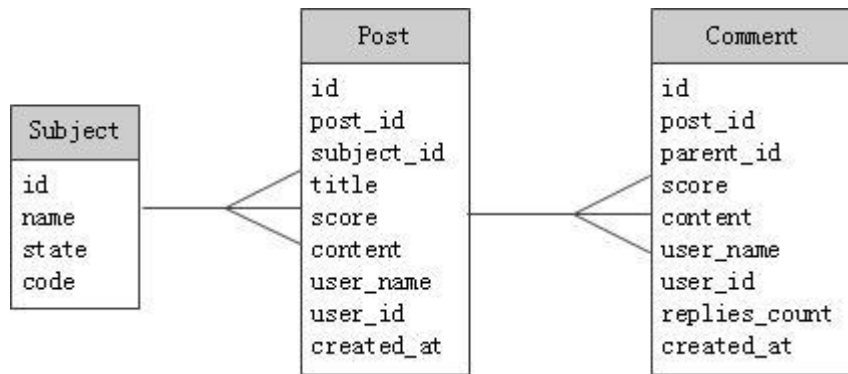 Subject
id
name
state
code
Post
id
post_id
subject_id
title
score
content
user_name
user_id
created_at
Comment
id
post_id
parent_id
score
content
user_name
user_id
replies_count
created_at